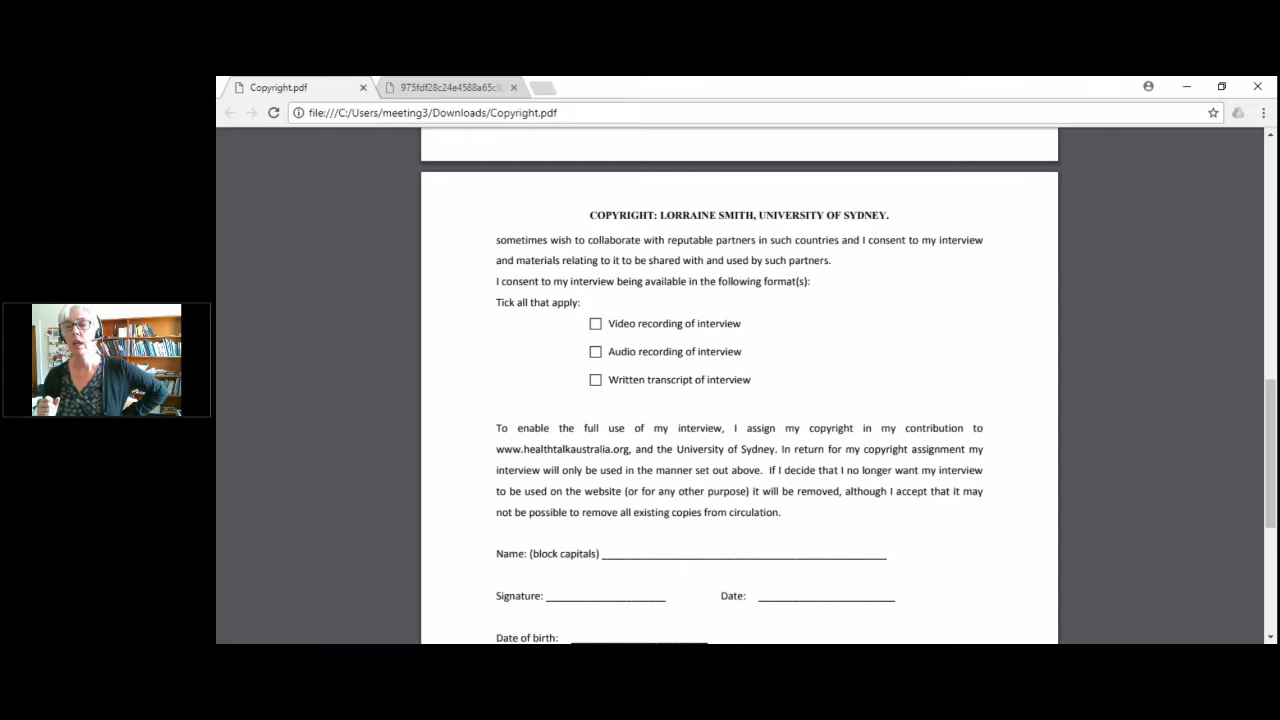 Copyright.pdf
975fdf28c24e4588a65c9
file:///C:/Users/meeting3/Downloads/Copyright.pdf
COPYRIGHT: LORRAINE SMITH, UNIVERSITY OF SYDNEY.
sometimes wish to collaborate with reputable partners in such countries and I consent to my interview
and materials relating to it to be shared with and used by such partners.
I consent to my interview being available in the following format(s):
Tick all that apply:
Video recording of interview
Audio recording of interview
Written transcript of interview
To enable the full use of my interview, I assign my copyright in my contribution to
www.healthtalkaustralia.org, and the University of Sydney. In return for my copyright assignment my
interview will only be used in the manner set out above. If I decide that I no longer want my interview
to be used on the website (or for any other purpose) it will be removed, although I accept that it may
not be possible to remove all existing copies from circulation.
Name: (block capitals)
Signature: Date:
Date of birth: